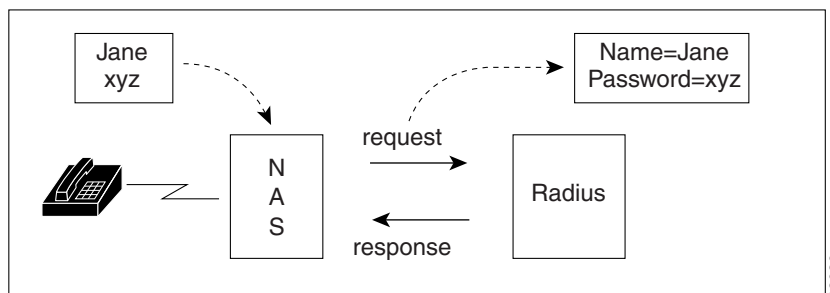 Jane
xyz
Name=Jane
Password=xyz
request
N
A
S
Radius
response